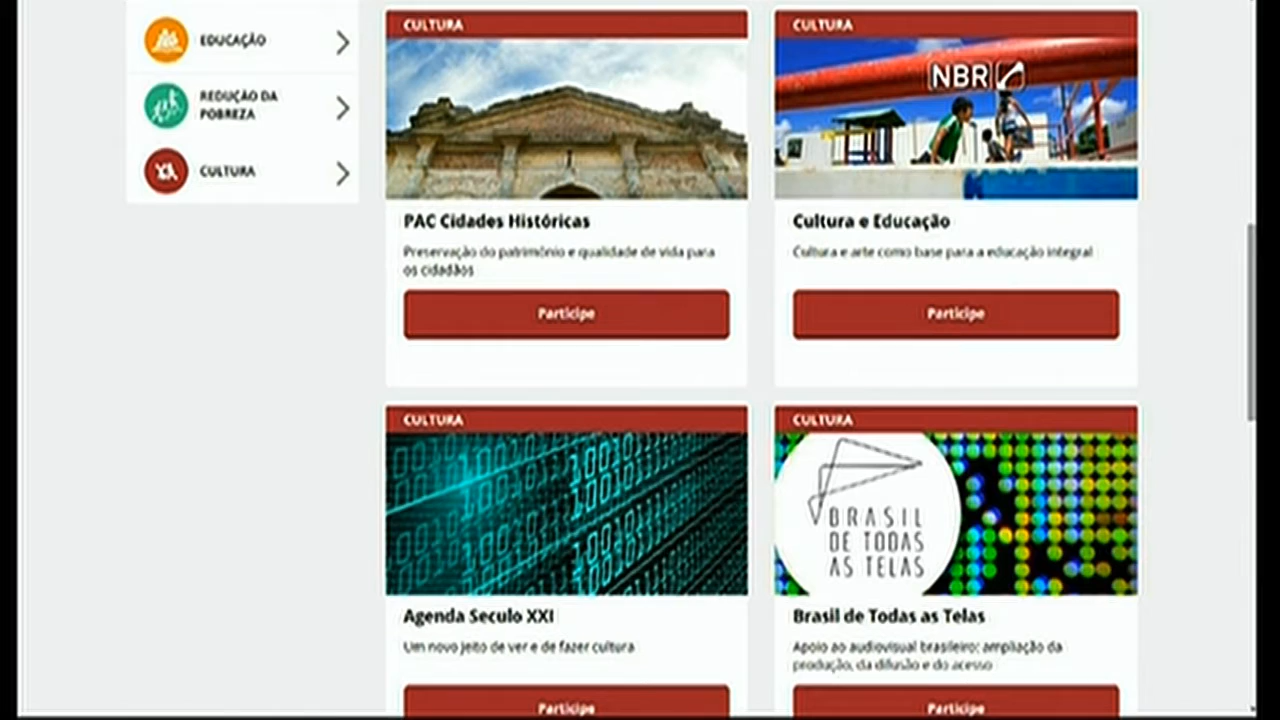 EDUCAÇÃO
REDUÇÃO DA
POBREZA
CULTURA
CULTURA
PAC Cidades Históricas
Preservação do patrimônio e qualidade de vida para
os cidadãos
Participe
CULTURA
NBR
Cultura e Educação
Cultura e arte como base para a educação integral
Participe
CULTURA
Agenda Seculo XXI
Um novo jeito de ver e de fazer cultura
Participe
CULTURA
BRASIL
DE TODAS
AS TELAS
Brasil de Todas as Telas
Apoio ao audiovisual brasileiro: ampliação da
produção, da difusão e do acesso
Participe